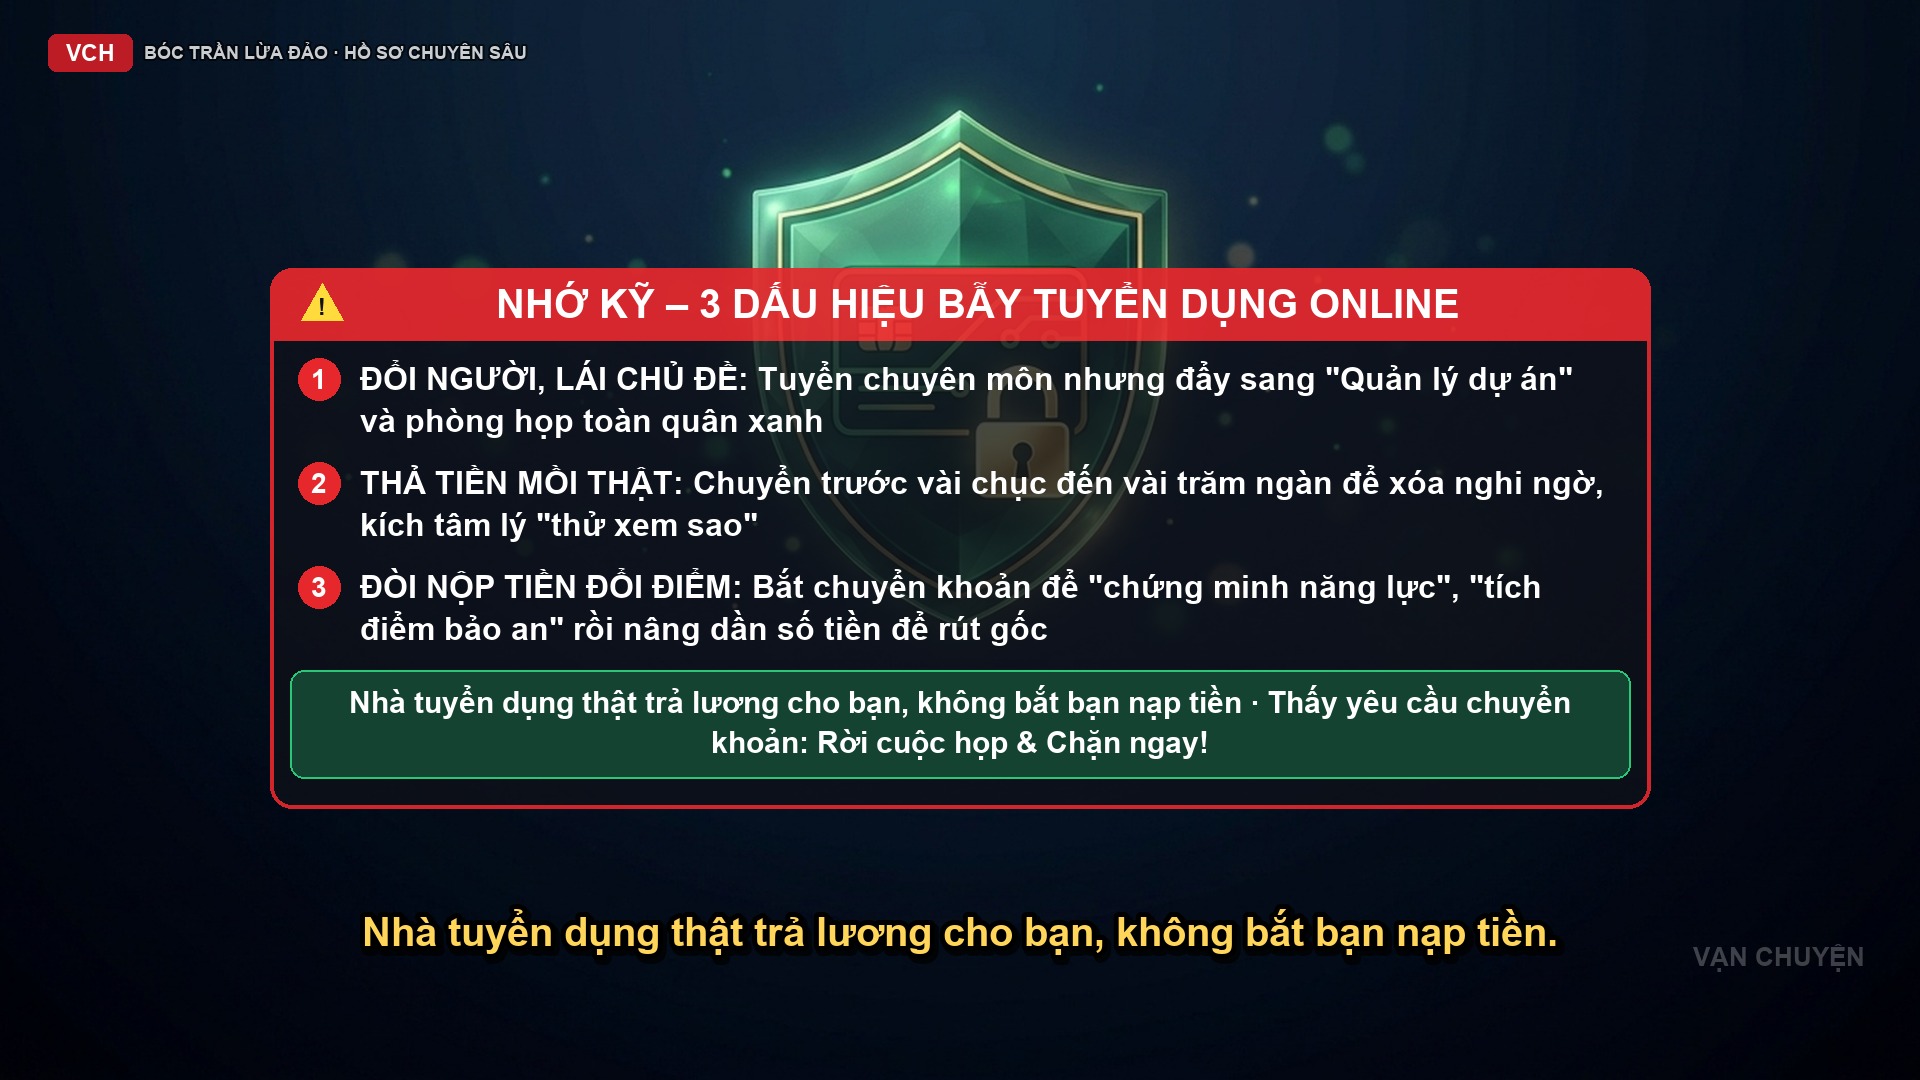 VCH BÓC TRẦN LỪA ĐẢO · HỒ SƠ CHUYÊN SÂU
! NHỚ KỸ – 3 DẤU HIỆU BẪY TUYỂN DỤNG ONLINE
1 ĐỔI NGƯỜI, LÁI CHỦ ĐỀ: Tuyển chuyên môn nhưng đẩy sang "Quản lý dự án"
và phòng họp toàn quân xanh
2 THẢ TIỀN MỒI THẬT: Chuyển trước vài chục đến vài trăm ngàn để xóa nghi ngờ,
kích tâm lý "thử xem sao"
3 ĐÒI NỘP TIỀN ĐỔI ĐIỂM: Bắt chuyển khoản để "chứng minh năng lực", "tích
điểm bảo an" rồi nâng dần số tiền để rút gốc
Nhà tuyển dụng thật trả lương cho bạn, không bắt bạn nạp tiền · Thấy yêu cầu chuyển
khoản: Rời cuộc họp & Chặn ngay!
Nhà tuyển dụng thật trả lương cho bạn, không bắt bạn nạp tiền.
VẠN CHUYỆN